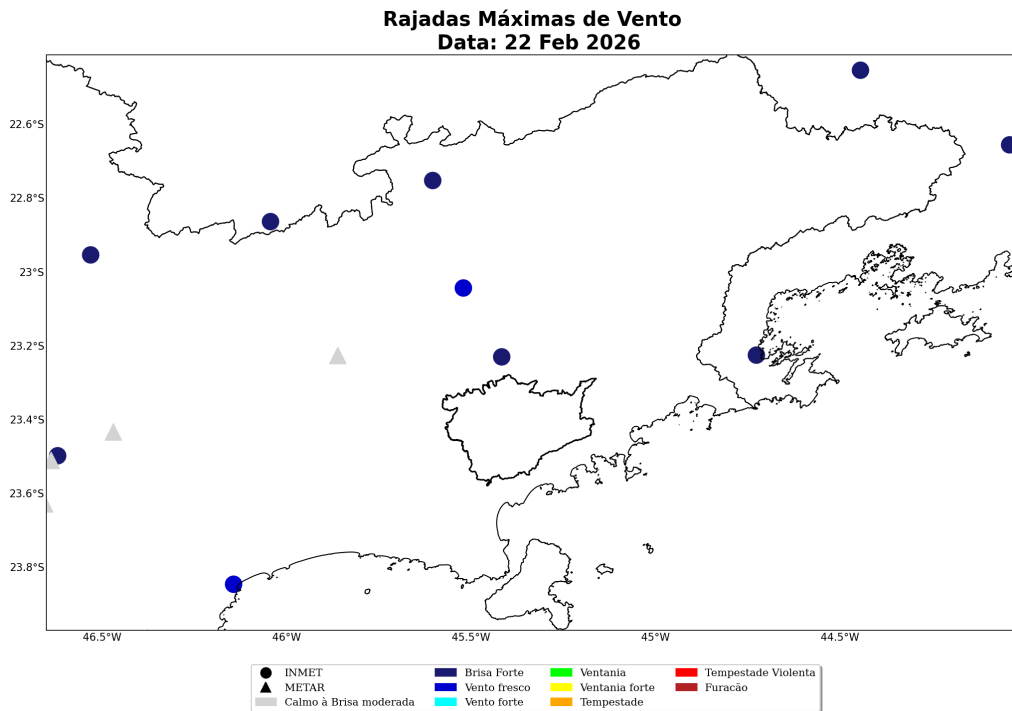 Rajadas Máximas de Vento
Data: 22 Feb 2026
22.6°S
22.8°S
23°S
23.2°S
23.4°S
23.6°S
23.8°S
46.5°W 46°W 45.5°W 45°W 44.5°W
INMET Brisa Forte Ventania Tempestade Violenta
METAR Vento fresco Ventania forte Furacão
Calmo à Brisa moderada Vento forte Tempestade